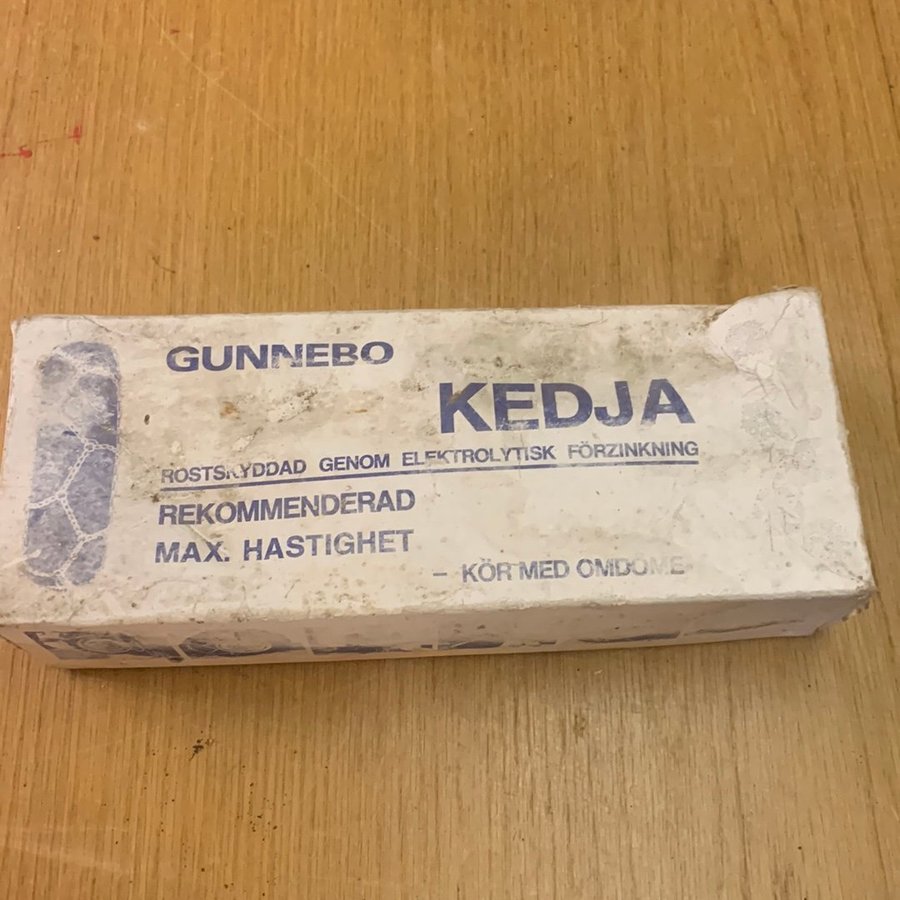 GUNNEBO
KEDJA
ROSTSKYDDAD GENOM ELEKTROLYTISK FÖRZINKNING
REKOMMENDERAD
MAX. HASTIGHET
– KÖR MED OMDÖME